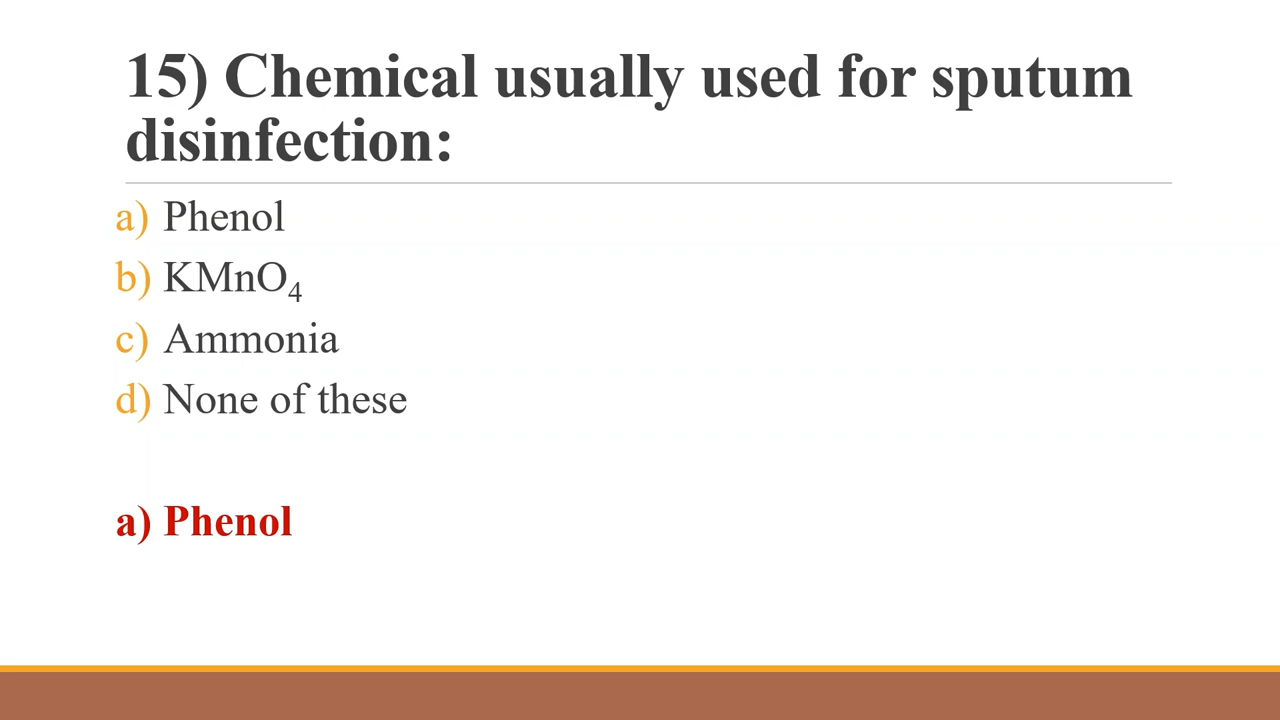 15) Chemical usually used for sputum
disinfection:
a) Phenol
b) KMnO₄
c) Ammonia
d) None of these
a) Phenol